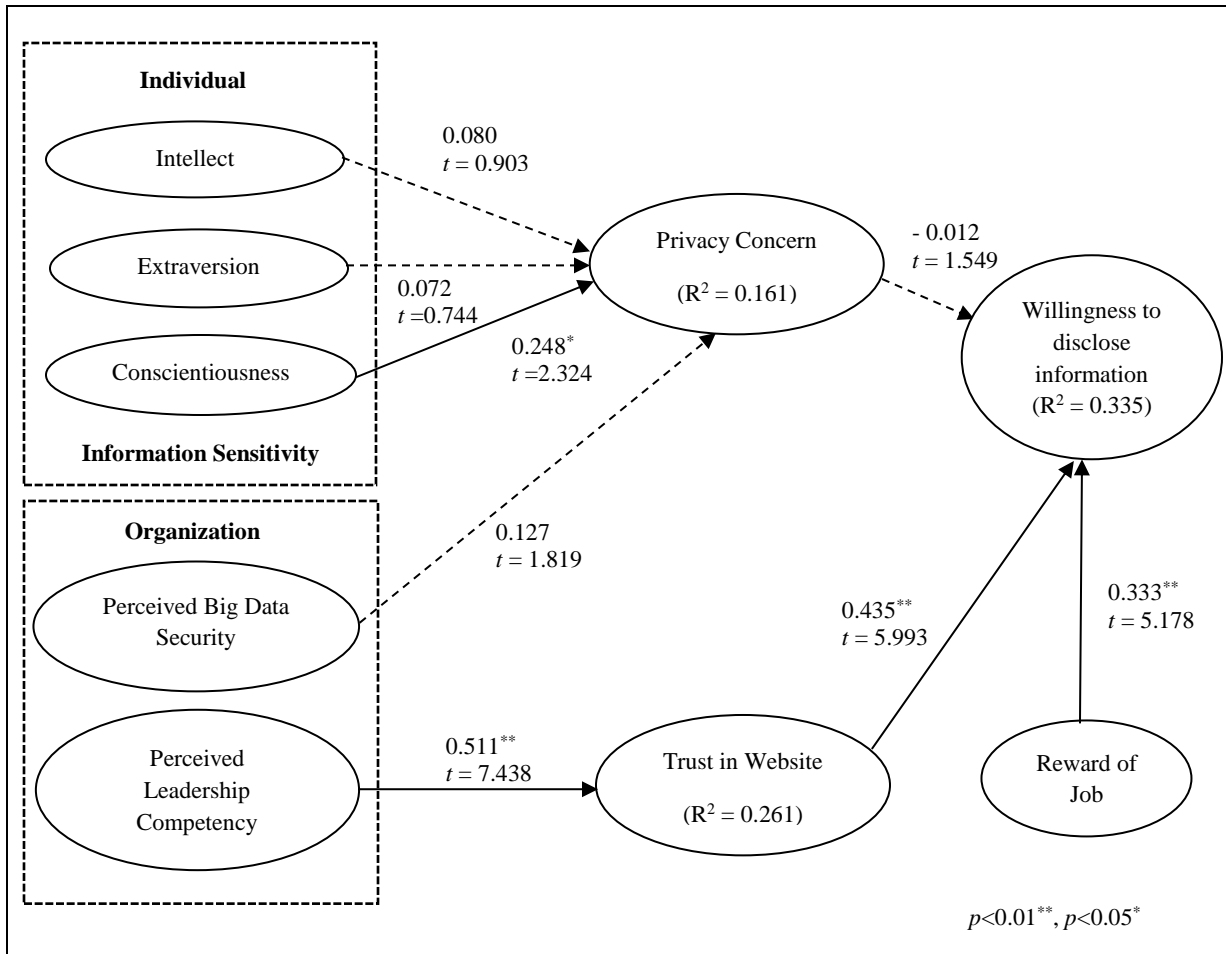 Individual
Intellect
Extraversion
Conscientiousness
Information Sensitivity
0.080
t = 0.903
0.072
t =0.744
0.248*
t =2.324
Privacy Concern
(R² = 0.161)
- 0.012
t = 1.549
Willingness to
disclose
information
(R² = 0.335)
Organization
Perceived Big Data
Security
Perceived
Leadership
Competency
0.127
t = 1.819
0.511**
t = 7.438
Trust in Website
(R² = 0.261)
0.435**
t = 5.993
0.333**
t = 5.178
Reward of
Job
p<0.01**, p<0.05*